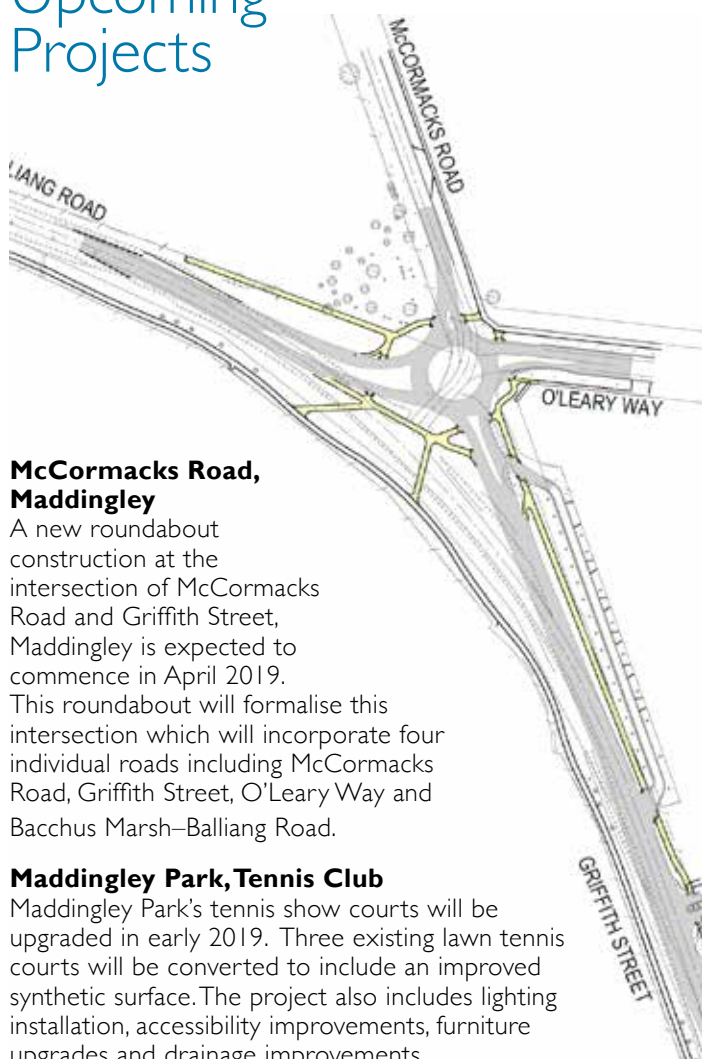 Upcoming
Projects
McCORMACKS ROAD
LIANG ROAD
O'LEARY WAY
McCormacks Road,
Maddingley
A new roundabout
construction at the
intersection of McCormacks
Road and Griffith Street,
Maddingley is expected to
commence in April 2019.
This roundabout will formalise this
intersection which will incorporate four
individual roads including McCormacks
Road, Griffith Street, O'Leary Way and
Bacchus Marsh–Balliang Road.
GRIFFITH STREET
Maddingley Park, Tennis Club
Maddingley Park's tennis show courts will be
upgraded in early 2019. Three existing lawn tennis
courts will be converted to include an improved
synthetic surface. The project also includes lighting
installation, accessibility improvements, furniture
upgrades and drainage improvements